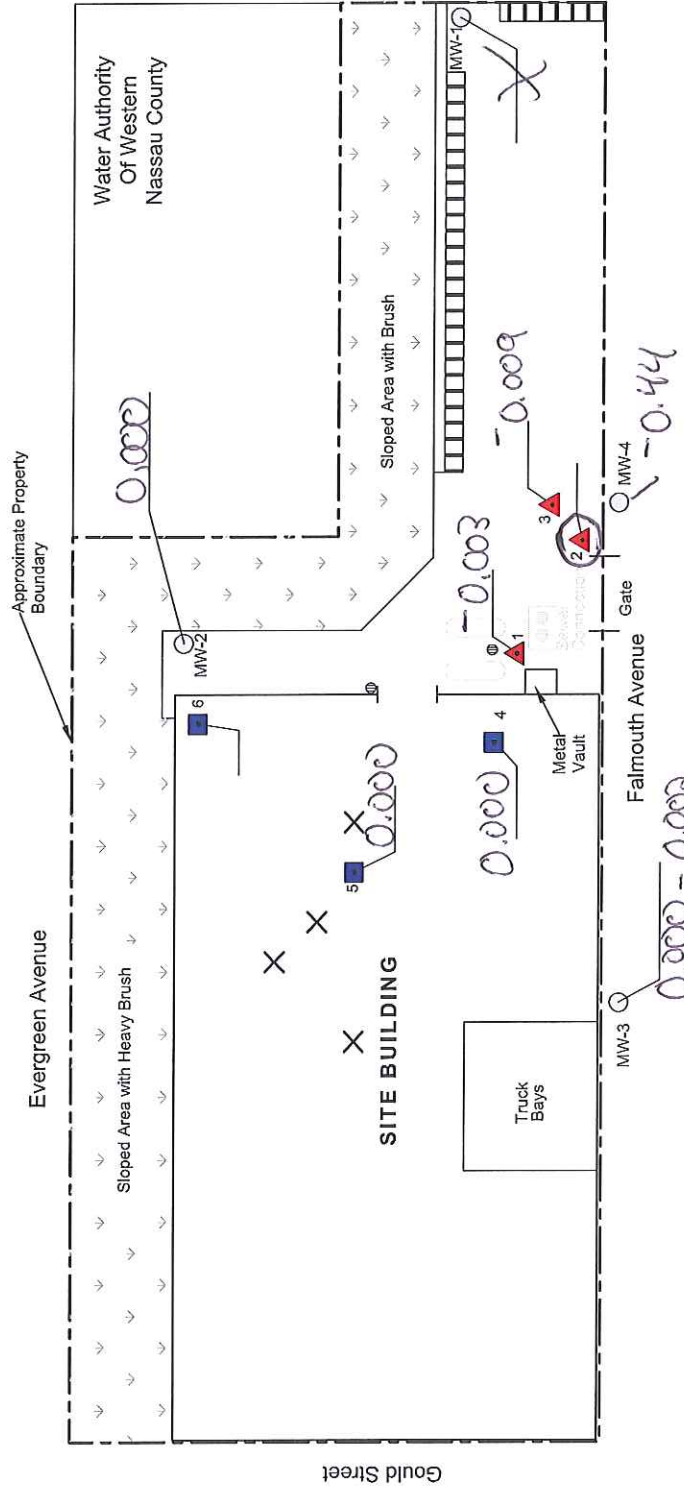 Evergreen Avenue
Approximate Property
Boundary
Water Authority
Of Western
Nassau County
Sloped Area with Heavy Brush
0.000
MW-2
6
Sloped Area with Brush
MW-1
5
0.000
SITE BUILDING
-0.003
-0.009
4
0.000
1
3
2
Sewer
Connection
Metal
Vault
Truck
Bays
Gate
MW-4
-0.44
MW-3
Falmouth Avenue
Gould Street